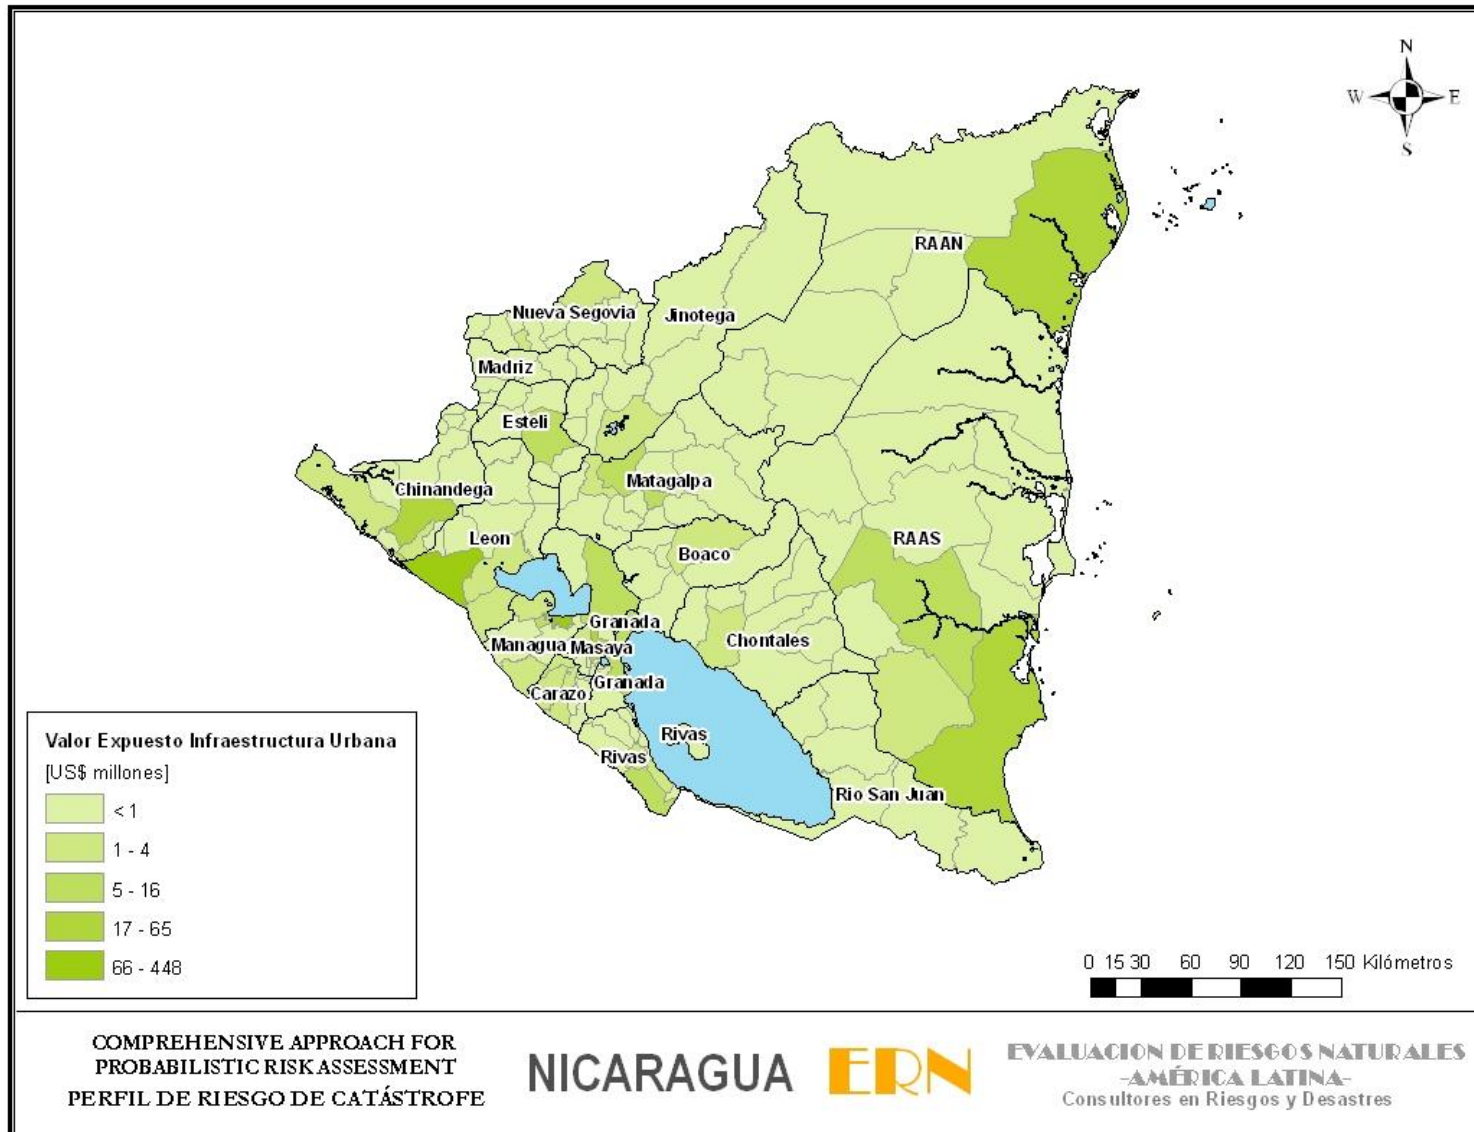 N
W E
S
RAAN
Nueva Segovia
Jinotega
Madriz
Esteli
Matagalpa
Chinandega
Leon
RAAS
Boaco
Granada
Chontales
Managua
Masaya
Granada
Carazo
Rivas
Rivas
Rio San Juan
Valor Expuesto Infraestructura Urbana
[US$ millones]
< 1
1 - 4
5 - 16
17 - 65
66 - 448
0 15 30 60 90 120 150 Kilómetros
COMPREHENSIVE APPROACH FOR
PROBABILISTIC RISK ASSESSMENT
PERFIL DE RIESGO DE CATÁSTROFE
NICARAGUA
ERN
EVALUACION DE RIESGOS NATURALES
-AMÉRICA LATINA-
Consultores en Riesgos y Desastres